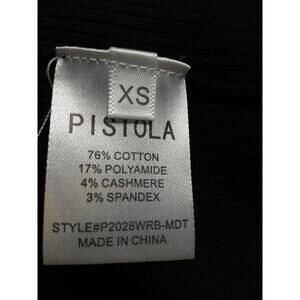 XS
PISTOLA
76% COTTON
17% POLYAMIDE
4% CASHMERE
3% SPANDEX
STYLE#P2028WRB-MDT
MADE IN CHINA